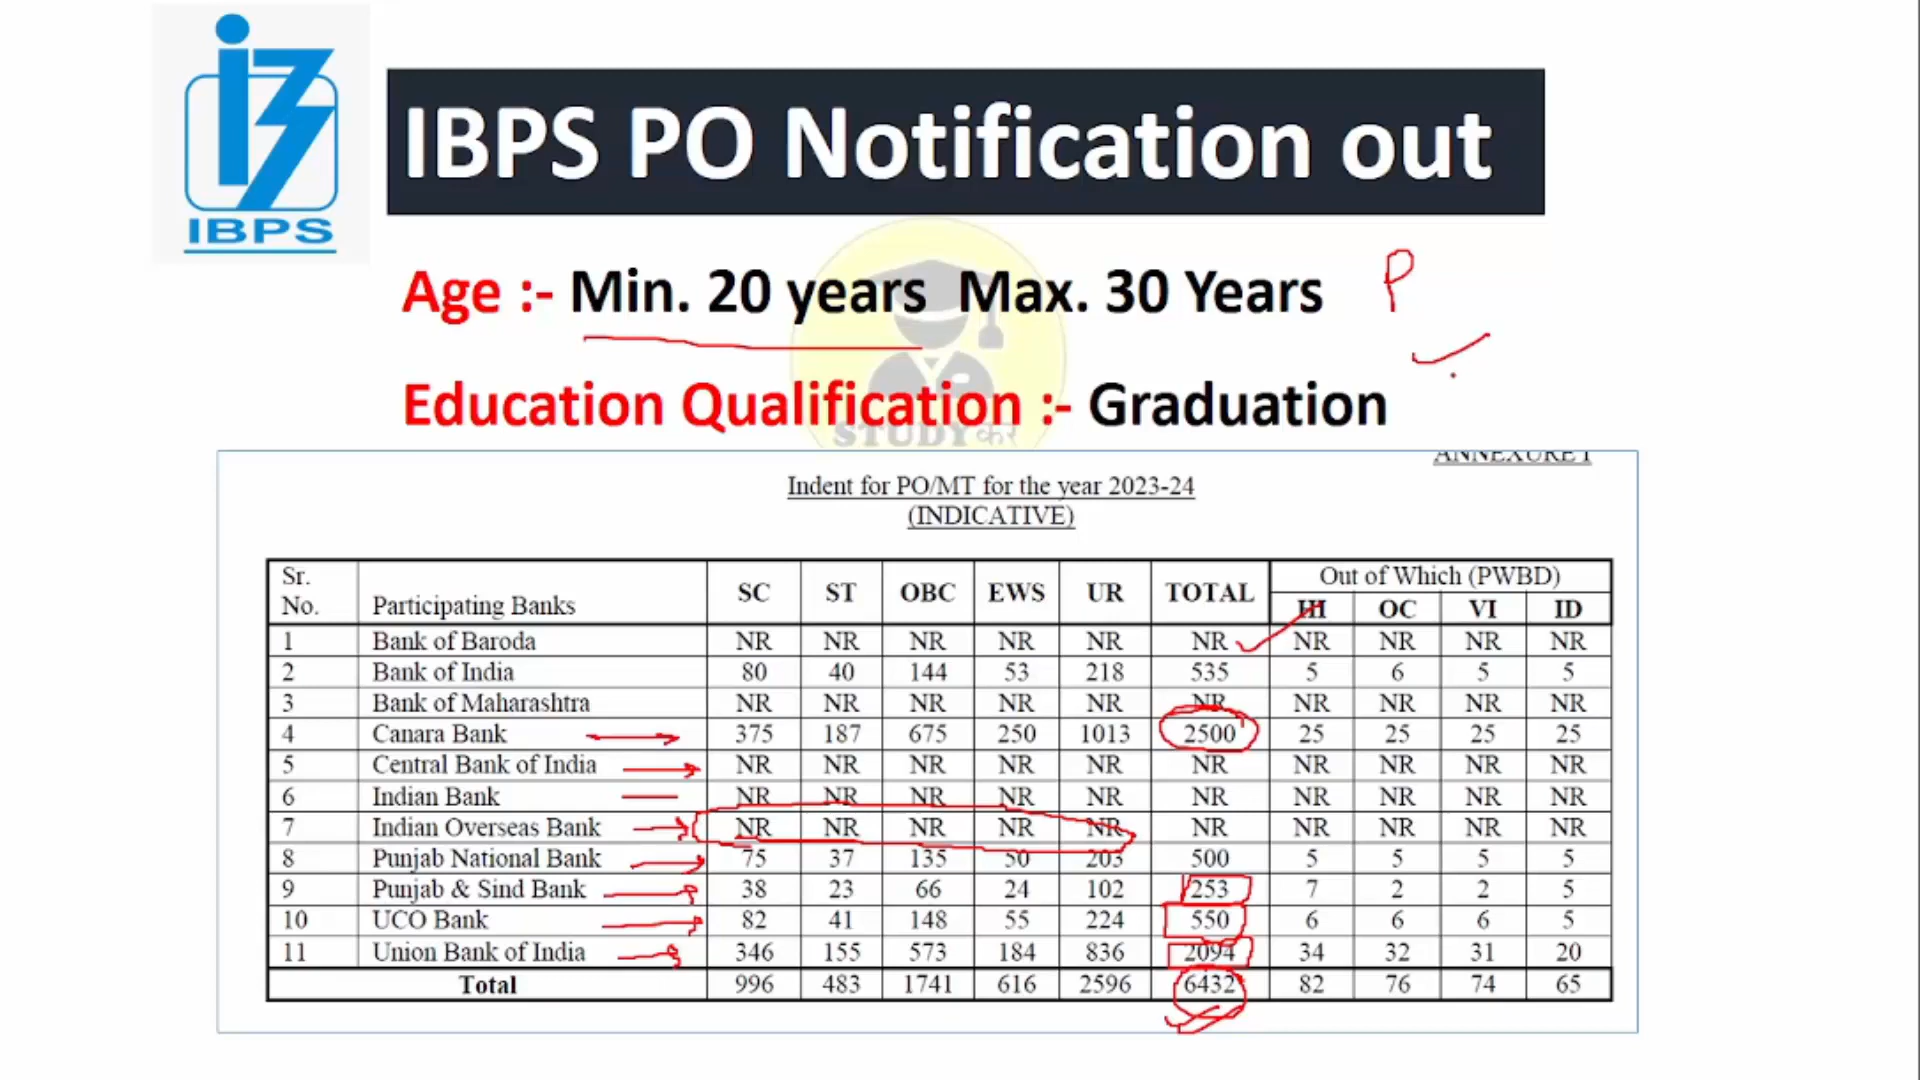 IBPS
IBPS PO Notification out
Age :- Min. 20 years Max. 30 Years P
Education Qualification :- Graduation
STUDYकरो
ANNEXURE I
Indent for PO/MT for the year 2023-24
(INDICATIVE)
Sr. No. Participating Banks SC ST OBC EWS UR TOTAL Out of Which (PWBD)
HI OC VI ID
1 Bank of Baroda NR NR NR NR NR NR NR NR NR NR
2 Bank of India 80 40 144 53 218 535 5 6 5 5
3 Bank of Maharashtra NR NR NR NR NR NR NR NR NR NR
4 Canara Bank 375 187 675 250 1013 2500 25 25 25 25
5 Central Bank of India NR NR NR NR NR NR NR NR NR NR
6 Indian Bank NR NR NR NR NR NR NR NR NR NR
7 Indian Overseas Bank NR NR NR NR NR NR NR NR NR NR
8 Punjab National Bank 75 37 135 50 203 500 5 5 5 5
9 Punjab & Sind Bank 38 23 66 24 102 253 7 2 2 5
10 UCO Bank 82 41 148 55 224 550 6 6 6 5
11 Union Bank of India 346 155 573 184 836 2094 34 32 31 20
Total 996 483 1741 616 2596 6432 82 76 74 65